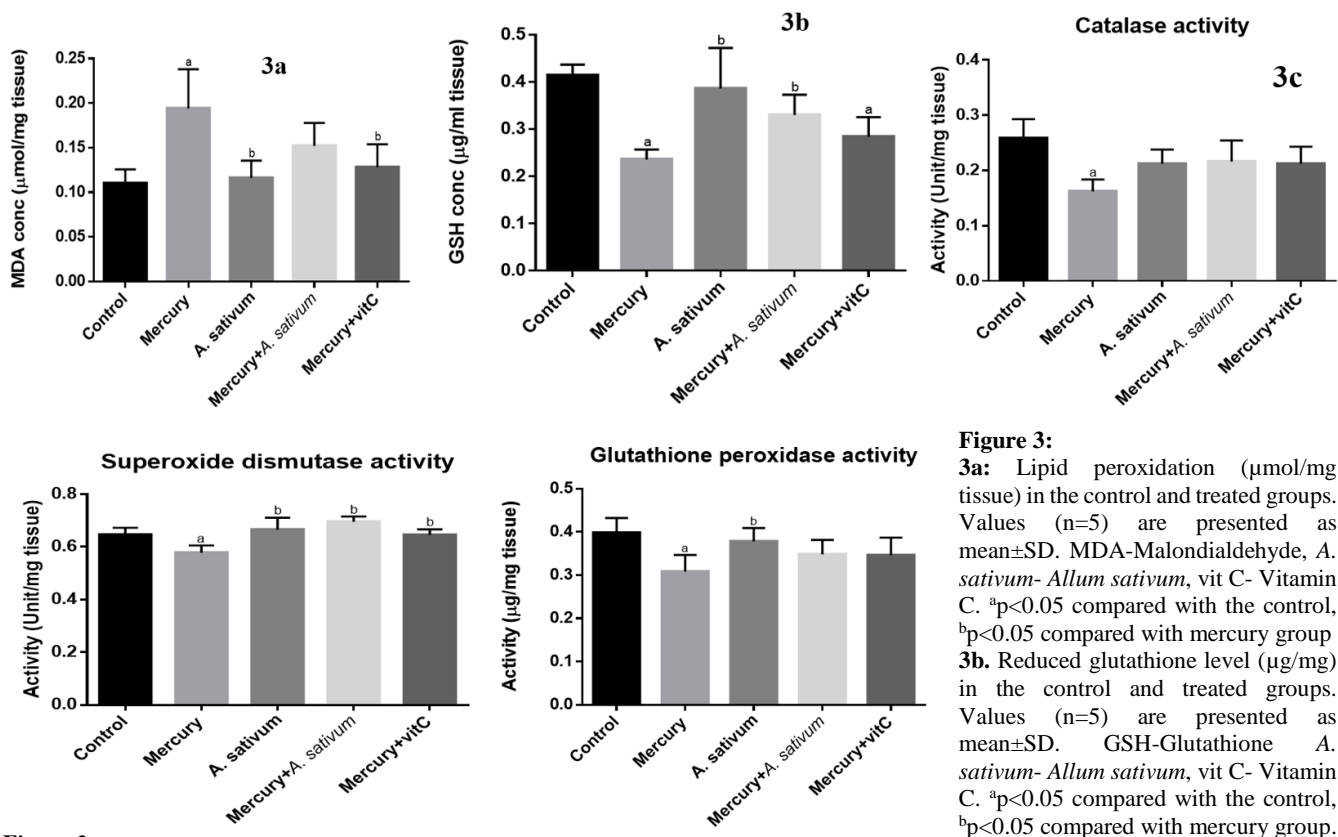 3a
MDA conc (µmol/mg tissue)
0.25
0.20
0.15
0.10
0.05
0.00
a
b
b
Control
Mercury
A. sativum
Mercury+A. sativum
Mercury+vitC
3b
GSH conc (µg/ml tissue)
0.5
0.4
0.3
0.2
0.1
0.0
a
b
b
a
Control
Mercury
A. sativum
Mercury+A. sativum
Mercury+vitC
Catalase activity
3c
Activity (Unit/mg tissue)
0.4
0.3
0.2
0.1
0.0
a
Control
Mercury
A. sativum
Mercury+A. sativum
Mercury+vitC
Superoxide dismutase activity
Activity (Unit/mg tissue)
0.8
0.6
0.4
0.2
0.0
a
b
b
b
Control
Mercury
A. sativum
Mercury+A. sativum
Mercury+vitC
Glutathione peroxidase activity
Activity (µg/mg tissue)
0.5
0.4
0.3
0.2
0.1
0.0
a
b
Control
Mercury
A. sativum
Mercury+A. sativum
Mercury+vitC
Figure 3:
3a: Lipid peroxidation (µmol/mg
tissue) in the control and treated groups.
Values (n=5) are presented as
mean±SD. MDA-Malondialdehyde, A.
sativum- Allum sativum, vit C- Vitamin
C. ᵃp<0.05 compared with the control,
ᵇp<0.05 compared with mercury group
3b. Reduced glutathione level (µg/mg)
in the control and treated groups.
Values (n=5) are presented as
mean±SD. GSH-Glutathione A.
sativum- Allum sativum, vit C- Vitamin
C. ᵃp<0.05 compared with the control,
ᵇp<0.05 compared with mercury group.